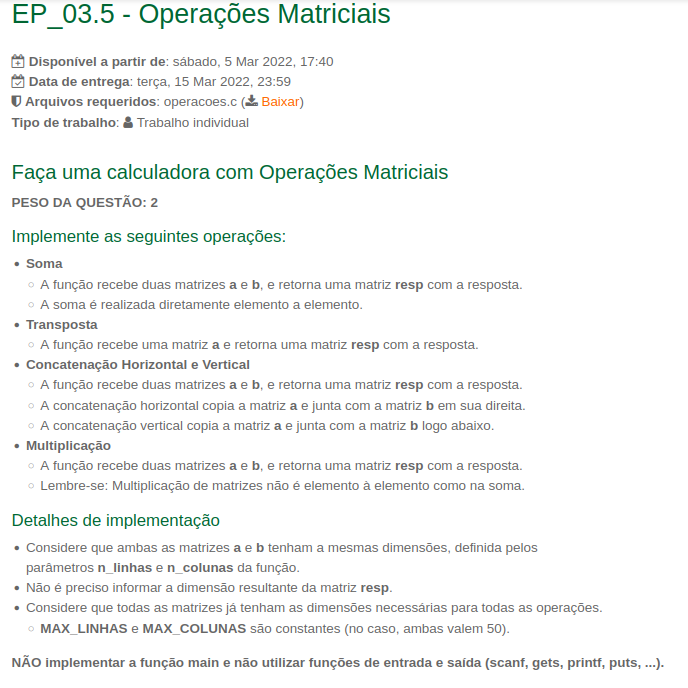 EP_03.5 - Operações Matriciais
Disponível a partir de: sábado, 5 Mar 2022, 17:40
Data de entrega: terça, 15 Mar 2022, 23:59
Arquivos requeridos: operacoes.c ( Baixar)
Tipo de trabalho: Trabalho individual
Faça uma calculadora com Operações Matriciais
PESO DA QUESTÃO: 2
Implemente as seguintes operações:
• Soma
○ A função recebe duas matrizes a e b, e retorna uma matriz resp com a resposta.
○ A soma é realizada diretamente elemento a elemento.
• Transposta
○ A função recebe uma matriz a e retorna uma matriz resp com a resposta.
• Concatenação Horizontal e Vertical
○ A função recebe duas matrizes a e b, e retorna uma matriz resp com a resposta.
○ A concatenação horizontal copia a matriz a e junta com a matriz b em sua direita.
○ A concatenação vertical copia a matriz a e junta com a matriz b logo abaixo.
• Multiplicação
○ A função recebe duas matrizes a e b, e retorna uma matriz resp com a resposta.
○ Lembre-se: Multiplicação de matrizes não é elemento à elemento como na soma.
Detalhes de implementação
• Considere que ambas as matrizes a e b tenham a mesmas dimensões, definida pelos
parâmetros n_linhas e n_colunas da função.
• Não é preciso informar a dimensão resultante da matriz resp.
• Considere que todas as matrizes já tenham as dimensões necessárias para todas as operações.
○ MAX_LINHAS e MAX_COLUNAS são constantes (no caso, ambas valem 50).
NÃO implementar a função main e não utilizar funções de entrada e saída (scanf, gets, printf, puts, ...).